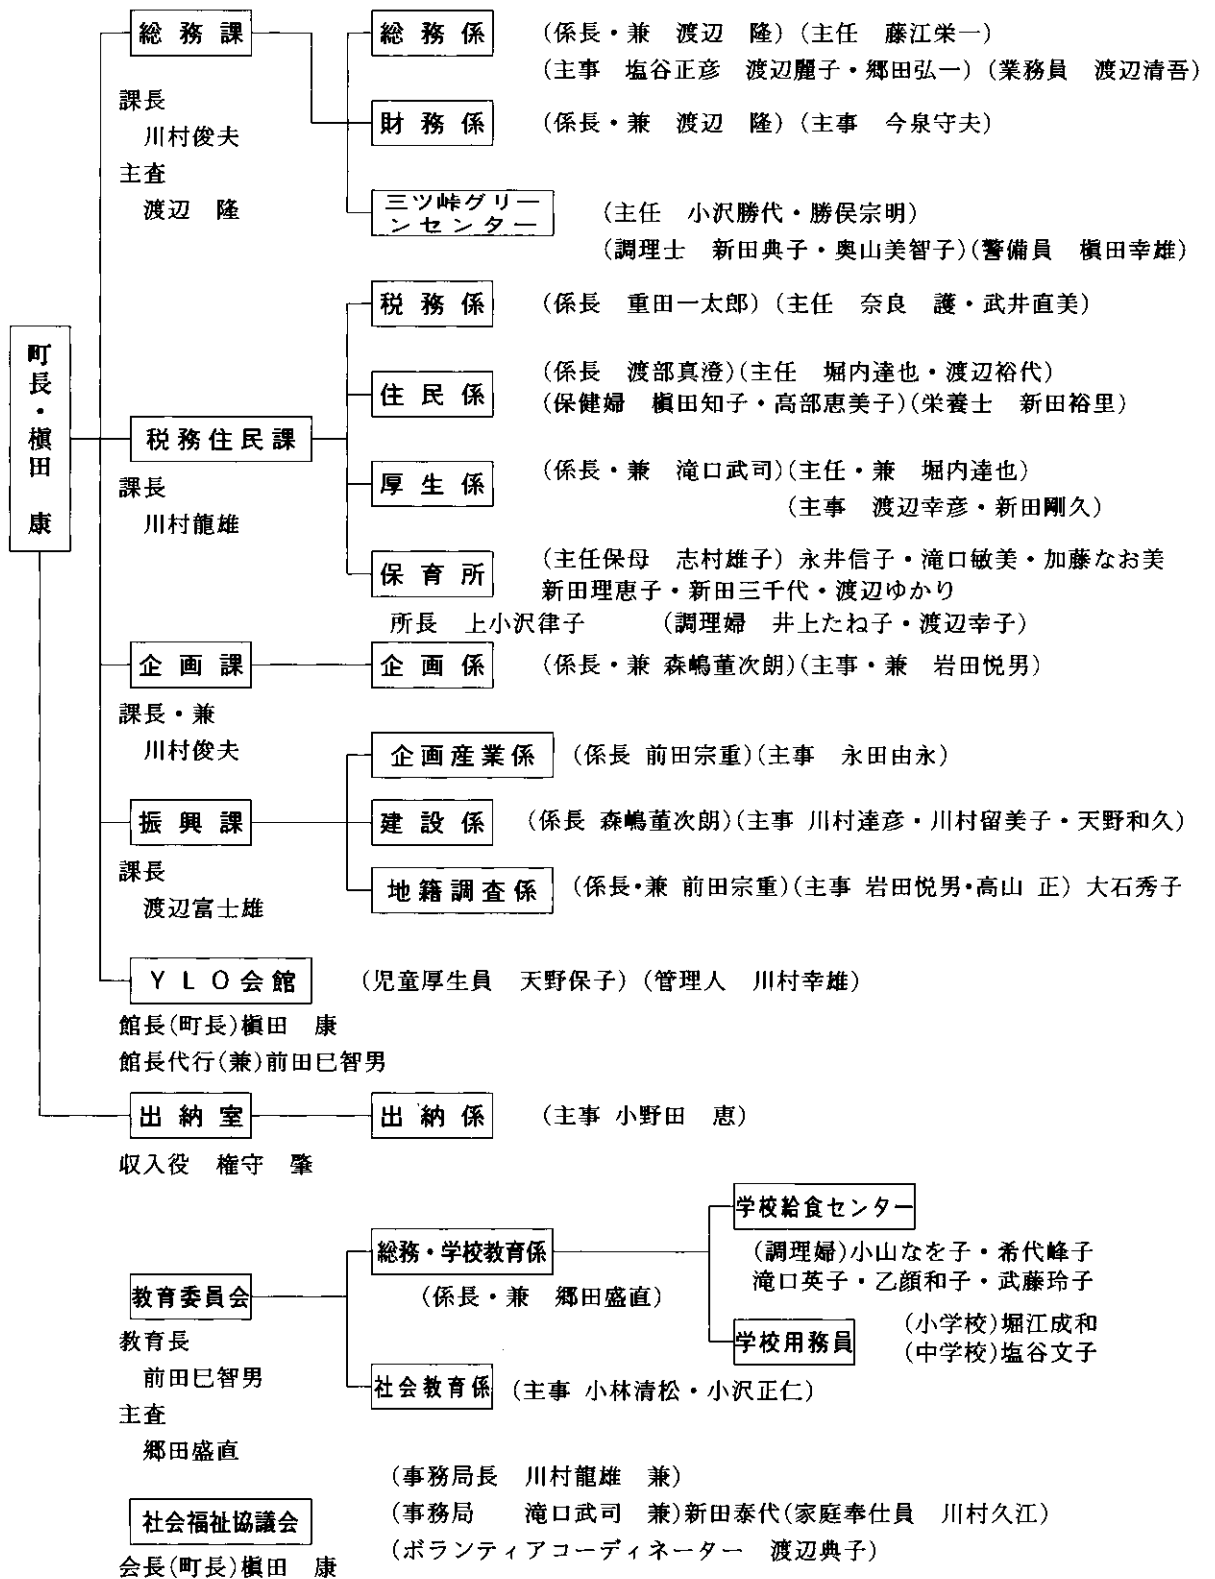 総務課
課長
川村俊夫
主査
渡辺　隆
総務係
(係長・兼　渡辺　隆) (主任　藤江栄一)
(主事　塩谷正彦　渡辺麗子・郷田弘一) (業務員　渡辺清吾)
財務係
(係長・兼　渡辺　隆) (主事　今泉守夫)
三ツ峠グリー
ンセンター
(主任　小沢勝代・勝俣宗明)
(調理士　新田典子・奥山美智子)(警備員　槇田幸雄)
町長・槇田　康
税務住民課
課長
川村龍雄
税務係
(係長　重田一太郎) (主任　奈良　護・武井直美)
住民係
(係長　渡部真澄)(主任　堀内達也・渡辺裕代)
(保健婦　槇田知子・高部恵美子)(栄養士　新田裕里)
厚生係
(係長・兼　滝口武司)(主任・兼　堀内達也)
(主事　渡辺幸彦・新田剛久)
保育所
(主任保母　志村雄子) 永井信子・滝口敏美・加藤なお美
新田理恵子・新田三千代・渡辺ゆかり
所長　上小沢律子　(調理婦　井上たね子・渡辺幸子)
企画課
課長・兼
川村俊夫
企画係
(係長・兼 森嶋董次朗)(主事・兼　岩田悦男)
振興課
課長
渡辺富士雄
企画産業係
(係長 前田宗重)(主事　永田由永)
建設係
(係長 森嶋董次朗)(主事 川村達彦・川村留美子・天野和久)
地籍調査係
(係長・兼 前田宗重)(主事 岩田悦男・高山 正) 大石秀子
ＹＬＯ会館
(児童厚生員　天野保子) (管理人　川村幸雄)
館長(町長)槇田　康
館長代行(兼)前田巳智男
出納室
収入役　権守　肇
出納係
(主事 小野田　恵)
教育委員会
教育長
前田巳智男
主査
郷田盛直
総務・学校教育係
(係長・兼　郷田盛直)
学校給食センター
(調理婦)小山なを子・希代峰子
滝口英子・乙顔和子・武藤玲子
学校用務員
(小学校)堀江成和
(中学校)塩谷文子
社会教育係
(主事 小林清松・小沢正仁)
社会福祉協議会
会長(町長)槇田　康
(事務局長　川村龍雄　兼)
(事務局　滝口武司　兼)新田泰代(家庭奉仕員　川村久江)
(ボランティアコーディネーター　渡辺典子)